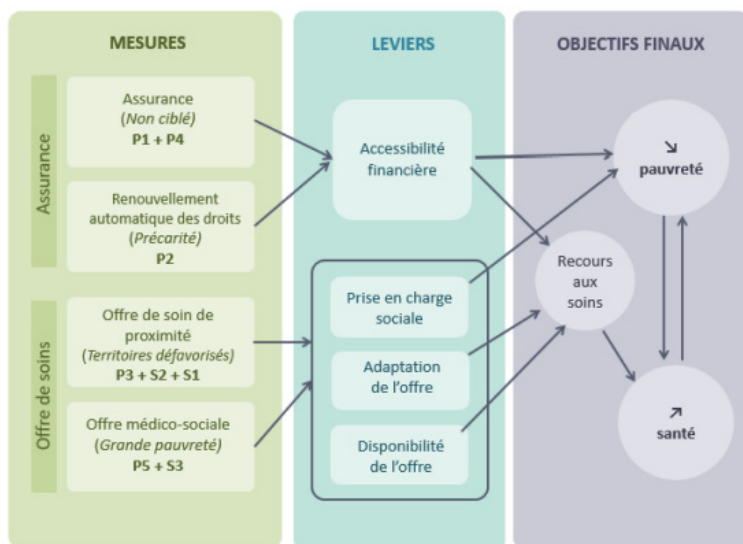 MESURES
LEVIERS
OBJECTIFS FINAUX
Assurance
Assurance
(Non ciblé)
P1 + P4
Renouvellement
automatique des droits
(Précarité)
P2
Offre de soins
Offre de soin de
proximité
(Territoires défavorisés)
P3 + S2 + S1
Offre médico-sociale
(Grande pauvreté)
P5 + S3
Accessibilité
financière
Prise en charge
sociale
Adaptation
de l'offre
Disponibilité
de l'offre
↘
pauvreté
Recours
aux
soins
↗
santé